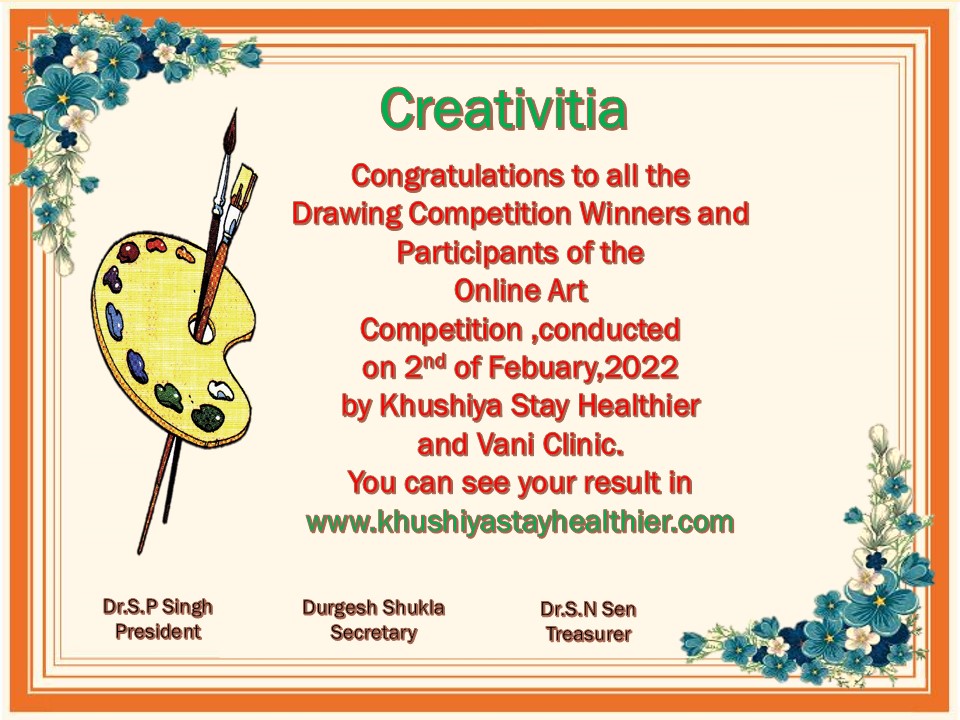 Creativitia
Congratulations to all the
Drawing Competition Winners and
Participants of the
Online Art
Competition ,conducted
on 2nd of Febuary,2022
by Khushiya Stay Healthier
and Vani Clinic.
You can see your result in
www.khushiyastayhealthier.com
Dr.S.P Singh
President
Durgesh Shukla
Secretary
Dr.S.N Sen
Treasurer